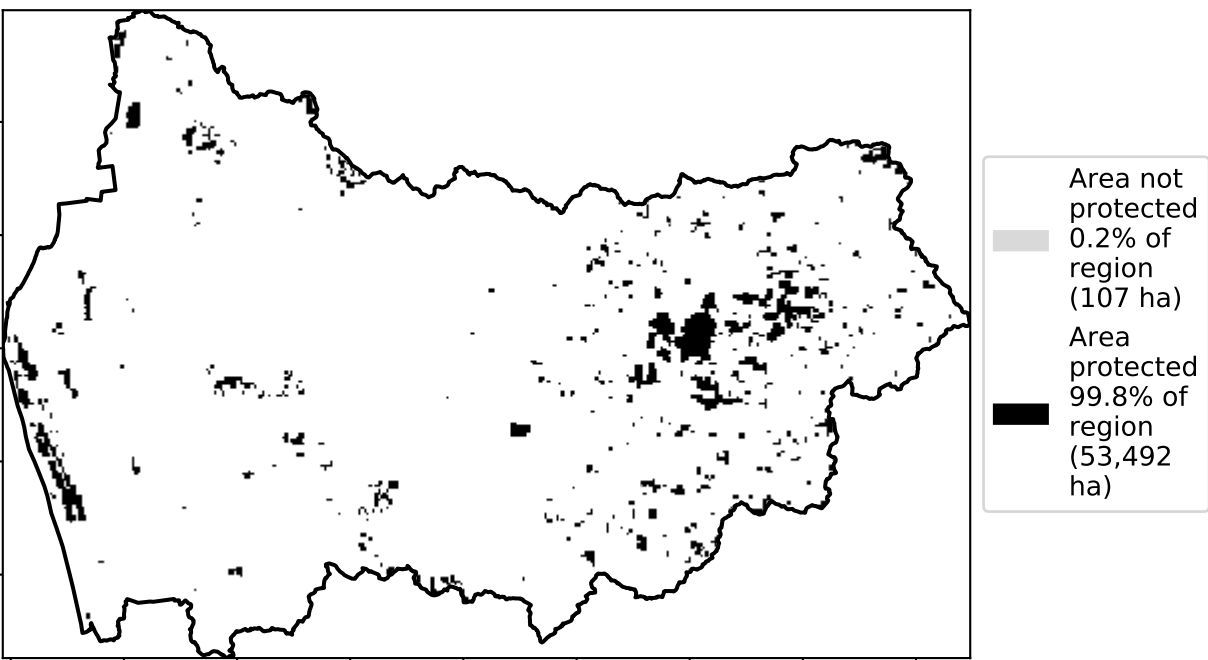 Area not
protected
0.2% of
region
(107 ha)
Area
protected
99.8% of
region
(53,492
ha)